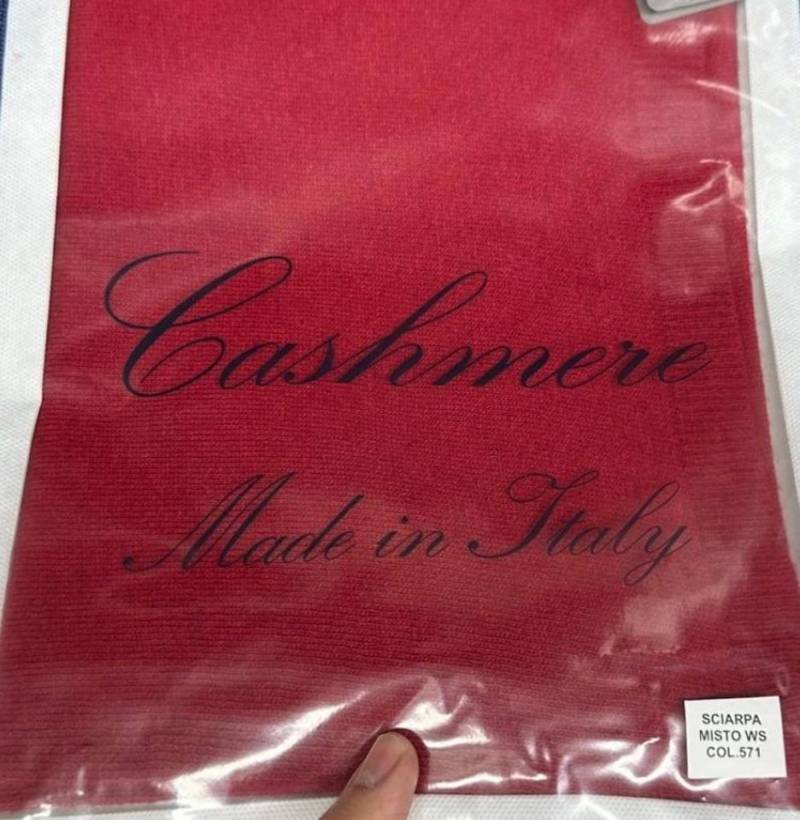 Cashmere
Made in Italy
SCIARPA
MISTO WS
COL.571